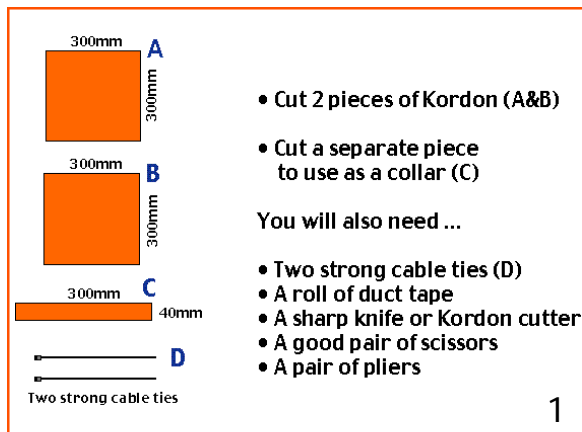 300mm
A
300mm
300mm
B
300mm
300mm
C
40mm
D
Two strong cable ties
• Cut 2 pieces of Kordon (A&B)
• Cut a separate piece
to use as a collar (C)
You will also need ...
• Two strong cable ties (D)
• A roll of duct tape
• A sharp knife or Kordon cutter
• A good pair of scissors
• A pair of pliers
1